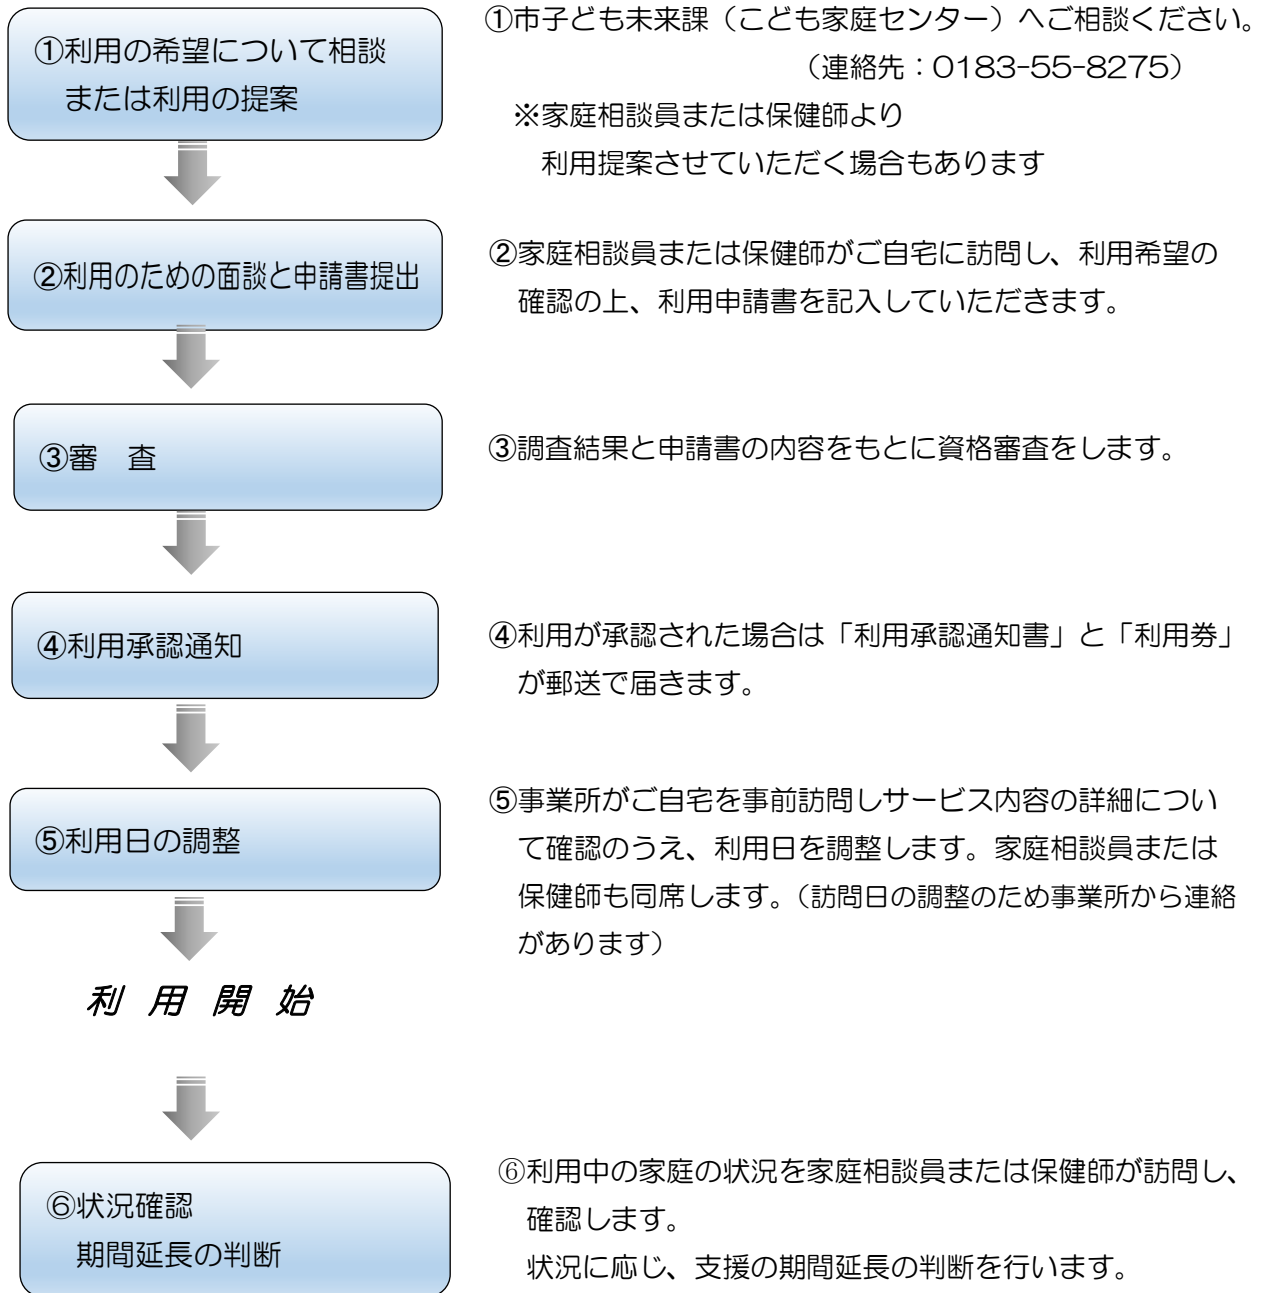 ①利用の希望について相談
または利用の提案
①市子ども未来課（こども家庭センター）へご相談ください。
（連絡先：0183-55-8275）
※家庭相談員または保健師より
利用提案させていただく場合もあります
②利用のための面談と申請書提出
②家庭相談員または保健師がご自宅に訪問し、利用希望の
確認の上、利用申請書を記入していただきます。
③審　査
③調査結果と申請書の内容をもとに資格審査をします。
④利用承認通知
④利用が承認された場合は「利用承認通知書」と「利用券」
が郵送で届きます。
⑤利用日の調整
⑤事業所がご自宅を事前訪問しサービス内容の詳細につい
て確認のうえ、利用日を調整します。家庭相談員または
保健師も同席します。（訪問日の調整のため事業所から連絡
があります）
利 用 開 始
⑥状況確認
期間延長の判断
⑥利用中の家庭の状況を家庭相談員または保健師が訪問し、
確認します。
状況に応じ、支援の期間延長の判断を行います。